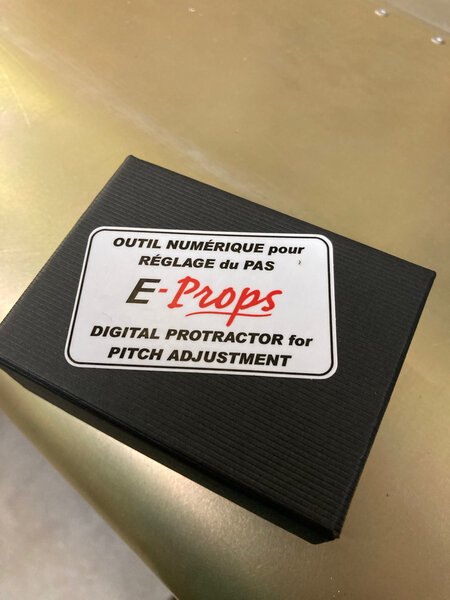 OUTIL NUMÉRIQUE pour
RÉGLAGE du PAS
E-Props
DIGITAL PROTRACTOR for
PITCH ADJUSTMENT